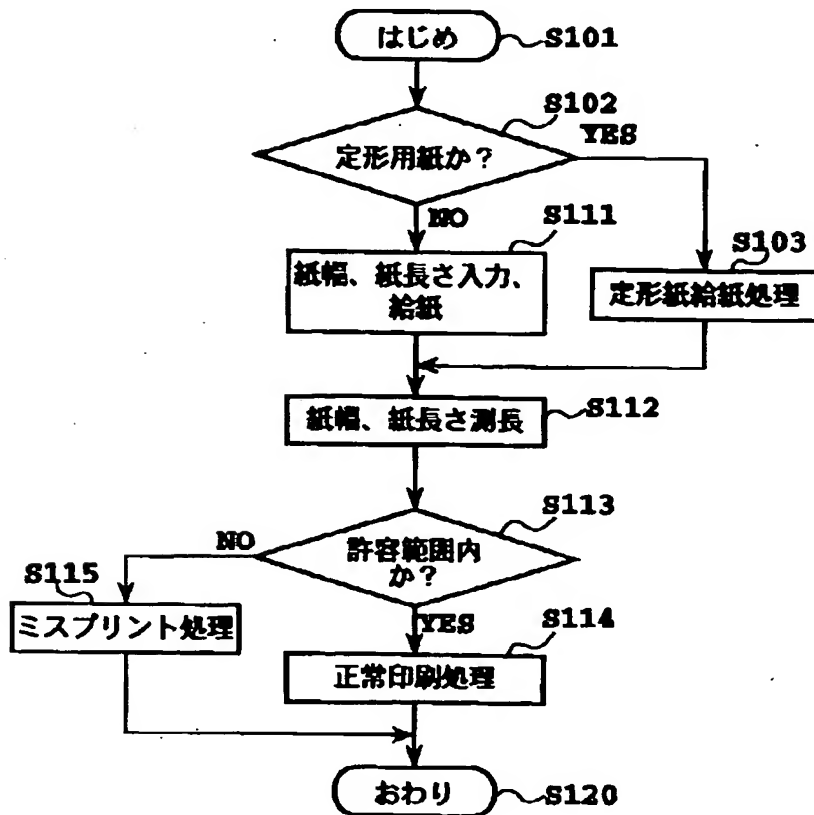 はじめ
S101
S102
定形用紙か？
YES
NO
S111
紙幅、紙長さ入力、
給紙
S103
定形紙給紙処理
紙幅、紙長さ測長
S112
S113
許容範囲内
か？
NO
S115
ミスプリント処理
YES
S114
正常印刷処理
おわり
S120